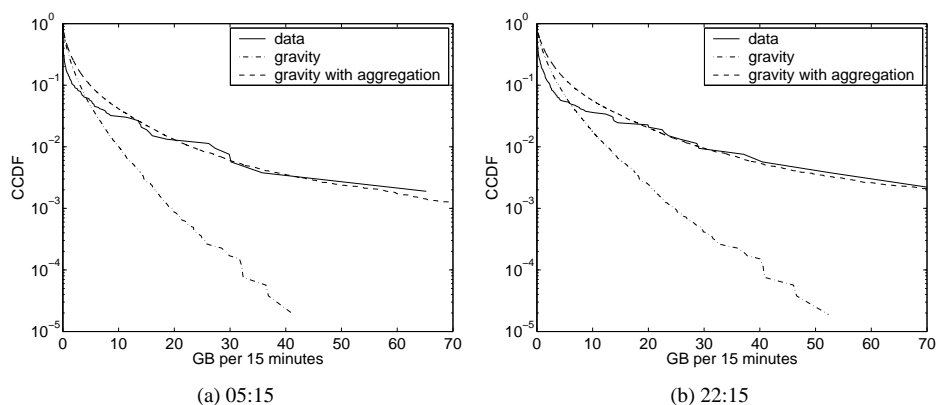 10^0
10^-1
10^-2
10^-3
10^-4
10^-5
CCDF
data
gravity
gravity with aggregation
0 10 20 30 40 50 60 70
GB per 15 minutes
(a) 05:15
10^0
10^-1
10^-2
10^-3
10^-4
10^-5
CCDF
data
gravity
gravity with aggregation
0 10 20 30 40 50 60 70
GB per 15 minutes
(b) 22:15